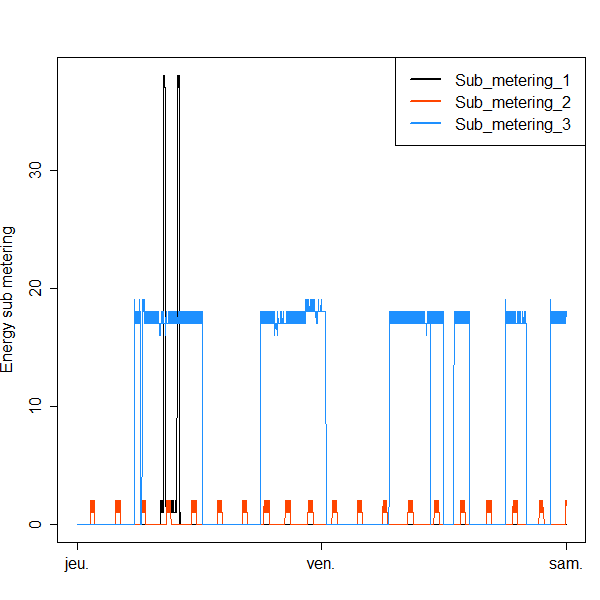 Sub_metering_1
Sub_metering_2
Sub_metering_3
Energy sub metering
30
20
10
0
jeu.
ven.
sam.